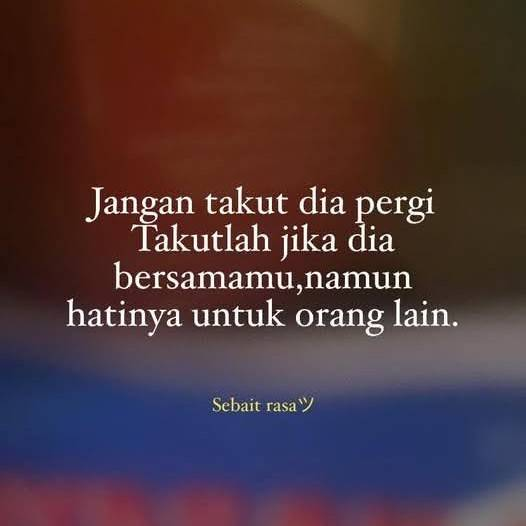 Jangan takut dia pergi
Takutlah jika dia
bersamamu,namun
hatinya untuk orang lain.
Sebait rasaツ